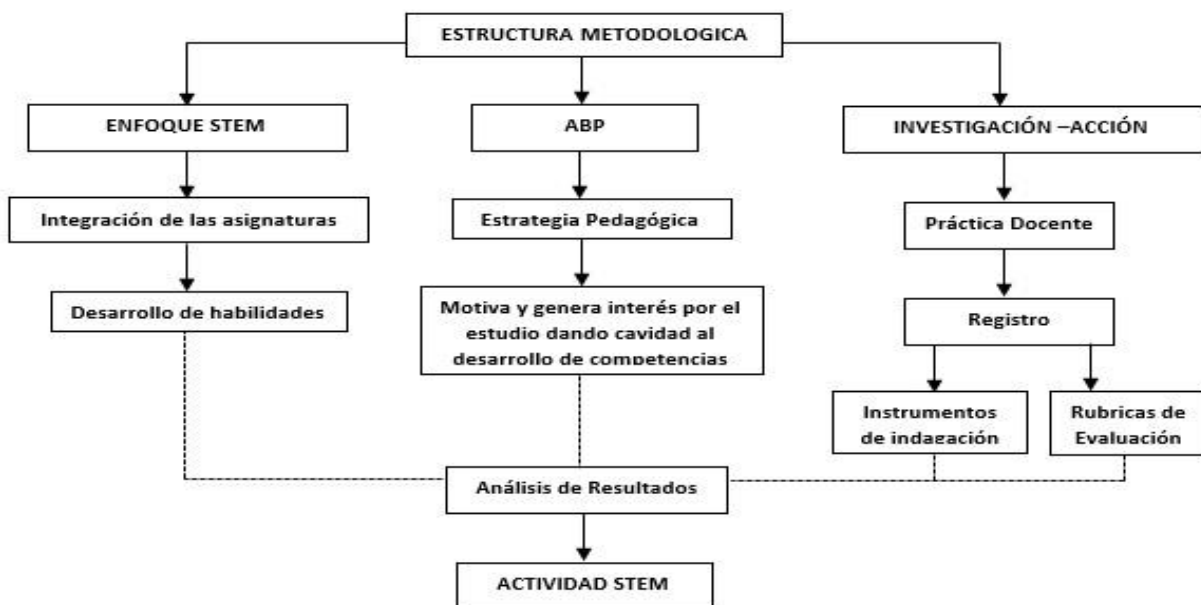 ESTRUCTURA METODOLOGICA
ENFOQUE STEM
ABP
INVESTIGACIÓN –ACCIÓN
Integración de las asignaturas
Estrategia Pedagógica
Práctica Docente
Desarrollo de habilidades
Motiva y genera interés por el
estudio dando cavidad al
desarrollo de competencias
Registro
Instrumentos
de indagación
Rubricas de
Evaluación
Análisis de Resultados
ACTIVIDAD STEM